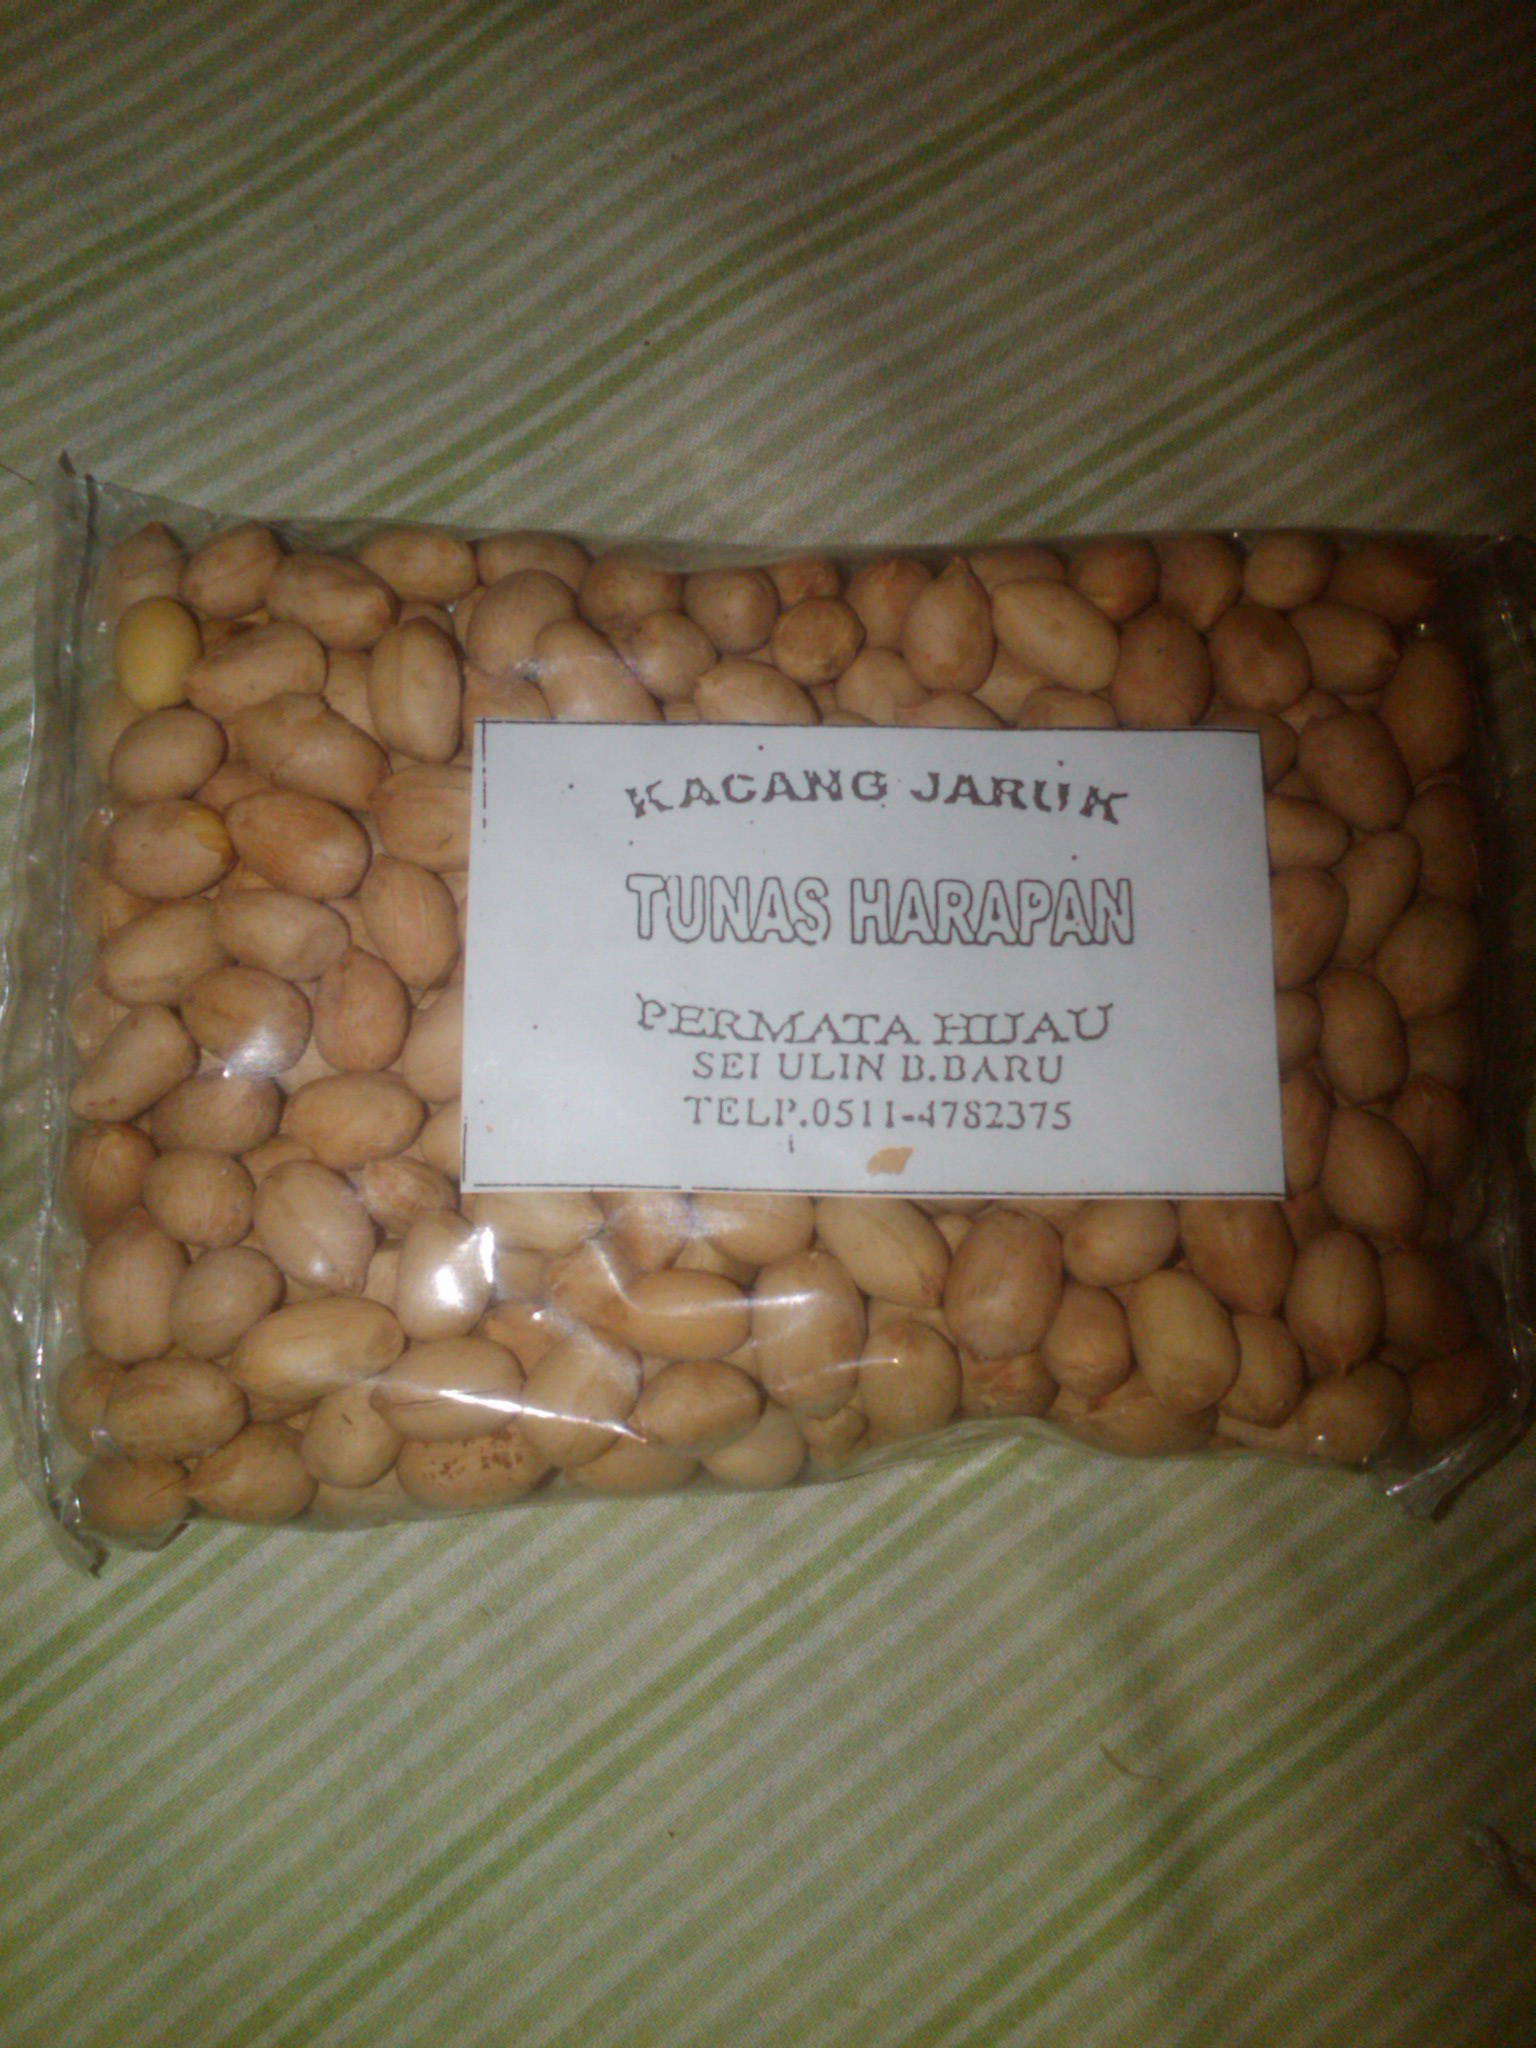 KACANG JARUK
TUNAS HARAPAN
PERMATA HIJAU
SEI ULIN B.BARU
TELP.0511-4782375